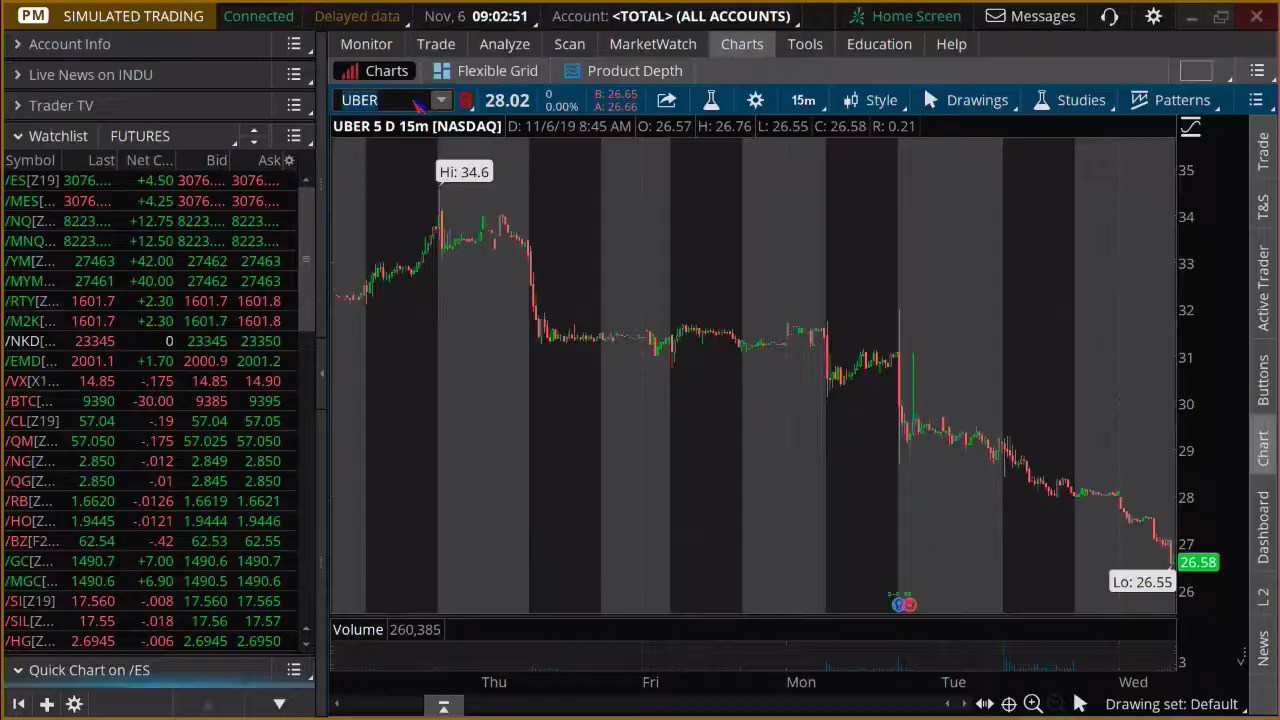 PM SIMULATED TRADING Connected Delayed data Nov, 6 09:02:51 Account: <TOTAL> (ALL ACCOUNTS) Home Screen Messages
Account Info
Live News on INDU
Trader TV
Watchlist FUTURES
Symbol Last Net C... Bid Ask
/ES[Z19] 3076.... +4.50 3076.... 3076....
/MES[... 3076.... +4.25 3076.... 3076....
/NQ[Z... 8223.... +12.75 8223.... 8223....
/MNQ... 8223.... +12.50 8223.... 8223....
/YM[Z... 27463 +42.00 27462 27463
/MYM... 27461 +40.00 27462 27463
/RTY[Z... 1601.7 +2.30 1601.7 1601.8
/M2K[... 1601.7 +2.30 1601.7 1601.8
/NKD[... 23345 0 23345 23350
/EMD[... 2001.1 +1.70 2000.9 2001.2
/VX[X1... 14.85 -.175 14.85 14.90
/BTC[... 9390 -30.00 9385 9395
/CL[Z19] 57.04 -.19 57.04 57.05
/QM[Z... 57.050 -.175 57.025 57.050
/NG[Z... 2.850 -.012 2.849 2.850
/QG[Z... 2.850 -.01 2.845 2.850
/RB[Z... 1.6620 -.0126 1.6619 1.6621
/HO[Z... 1.9445 -.0121 1.9444 1.9446
/BZ[F2... 62.54 -.42 62.53 62.55
/GC[Z... 1490.7 +7.00 1490.6 1490.7
/MGC[... 1490.6 +6.90 1490.5 1490.6
/SI[Z19] 17.560 -.008 17.560 17.565
/SIL[Z... 17.55 -.018 17.56 17.57
/HG[Z... 2.6945 -.006 2.6945 2.6950
Quick Chart on /ES
Monitor Trade Analyze Scan MarketWatch Charts Tools Education Help
Charts Flexible Grid Product Depth
UBER 28.02 0 0.00% B: 26.65 A: 26.66 15m Style Drawings Studies Patterns
UBER 5 D 15m [NASDAQ] D: 11/6/19 8:45 AM O: 26.57 H: 26.76 L: 26.55 C: 26.58 R: 0.21
Hi: 34.6
35
34
33
32
31
30
29
28
27
26.58
Lo: 26.55
26
Volume 260,385
3
Thu Fri Mon Tue Wed
Drawing set: Default
Trade
T&S
Active Trader
Buttons
Chart
Dashboard
L 2
News